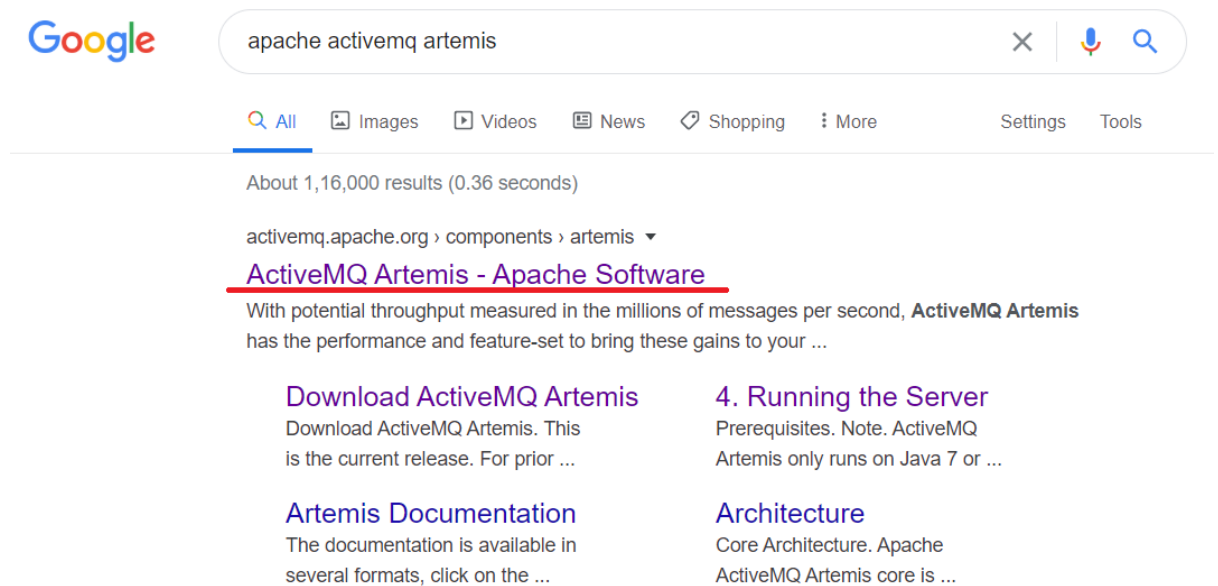 Google
apache activemq artemis
All Images Videos News Shopping More Settings Tools
About 1,16,000 results (0.36 seconds)
activemq.apache.org › components › artemis
ActiveMQ Artemis - Apache Software
With potential throughput measured in the millions of messages per second, ActiveMQ Artemis
has the performance and feature-set to bring these gains to your ...
Download ActiveMQ Artemis
Download ActiveMQ Artemis. This
is the current release. For prior ...
4. Running the Server
Prerequisites. Note. ActiveMQ
Artemis only runs on Java 7 or ...
Artemis Documentation
The documentation is available in
several formats, click on the ...
Architecture
Core Architecture. Apache
ActiveMQ Artemis core is ...